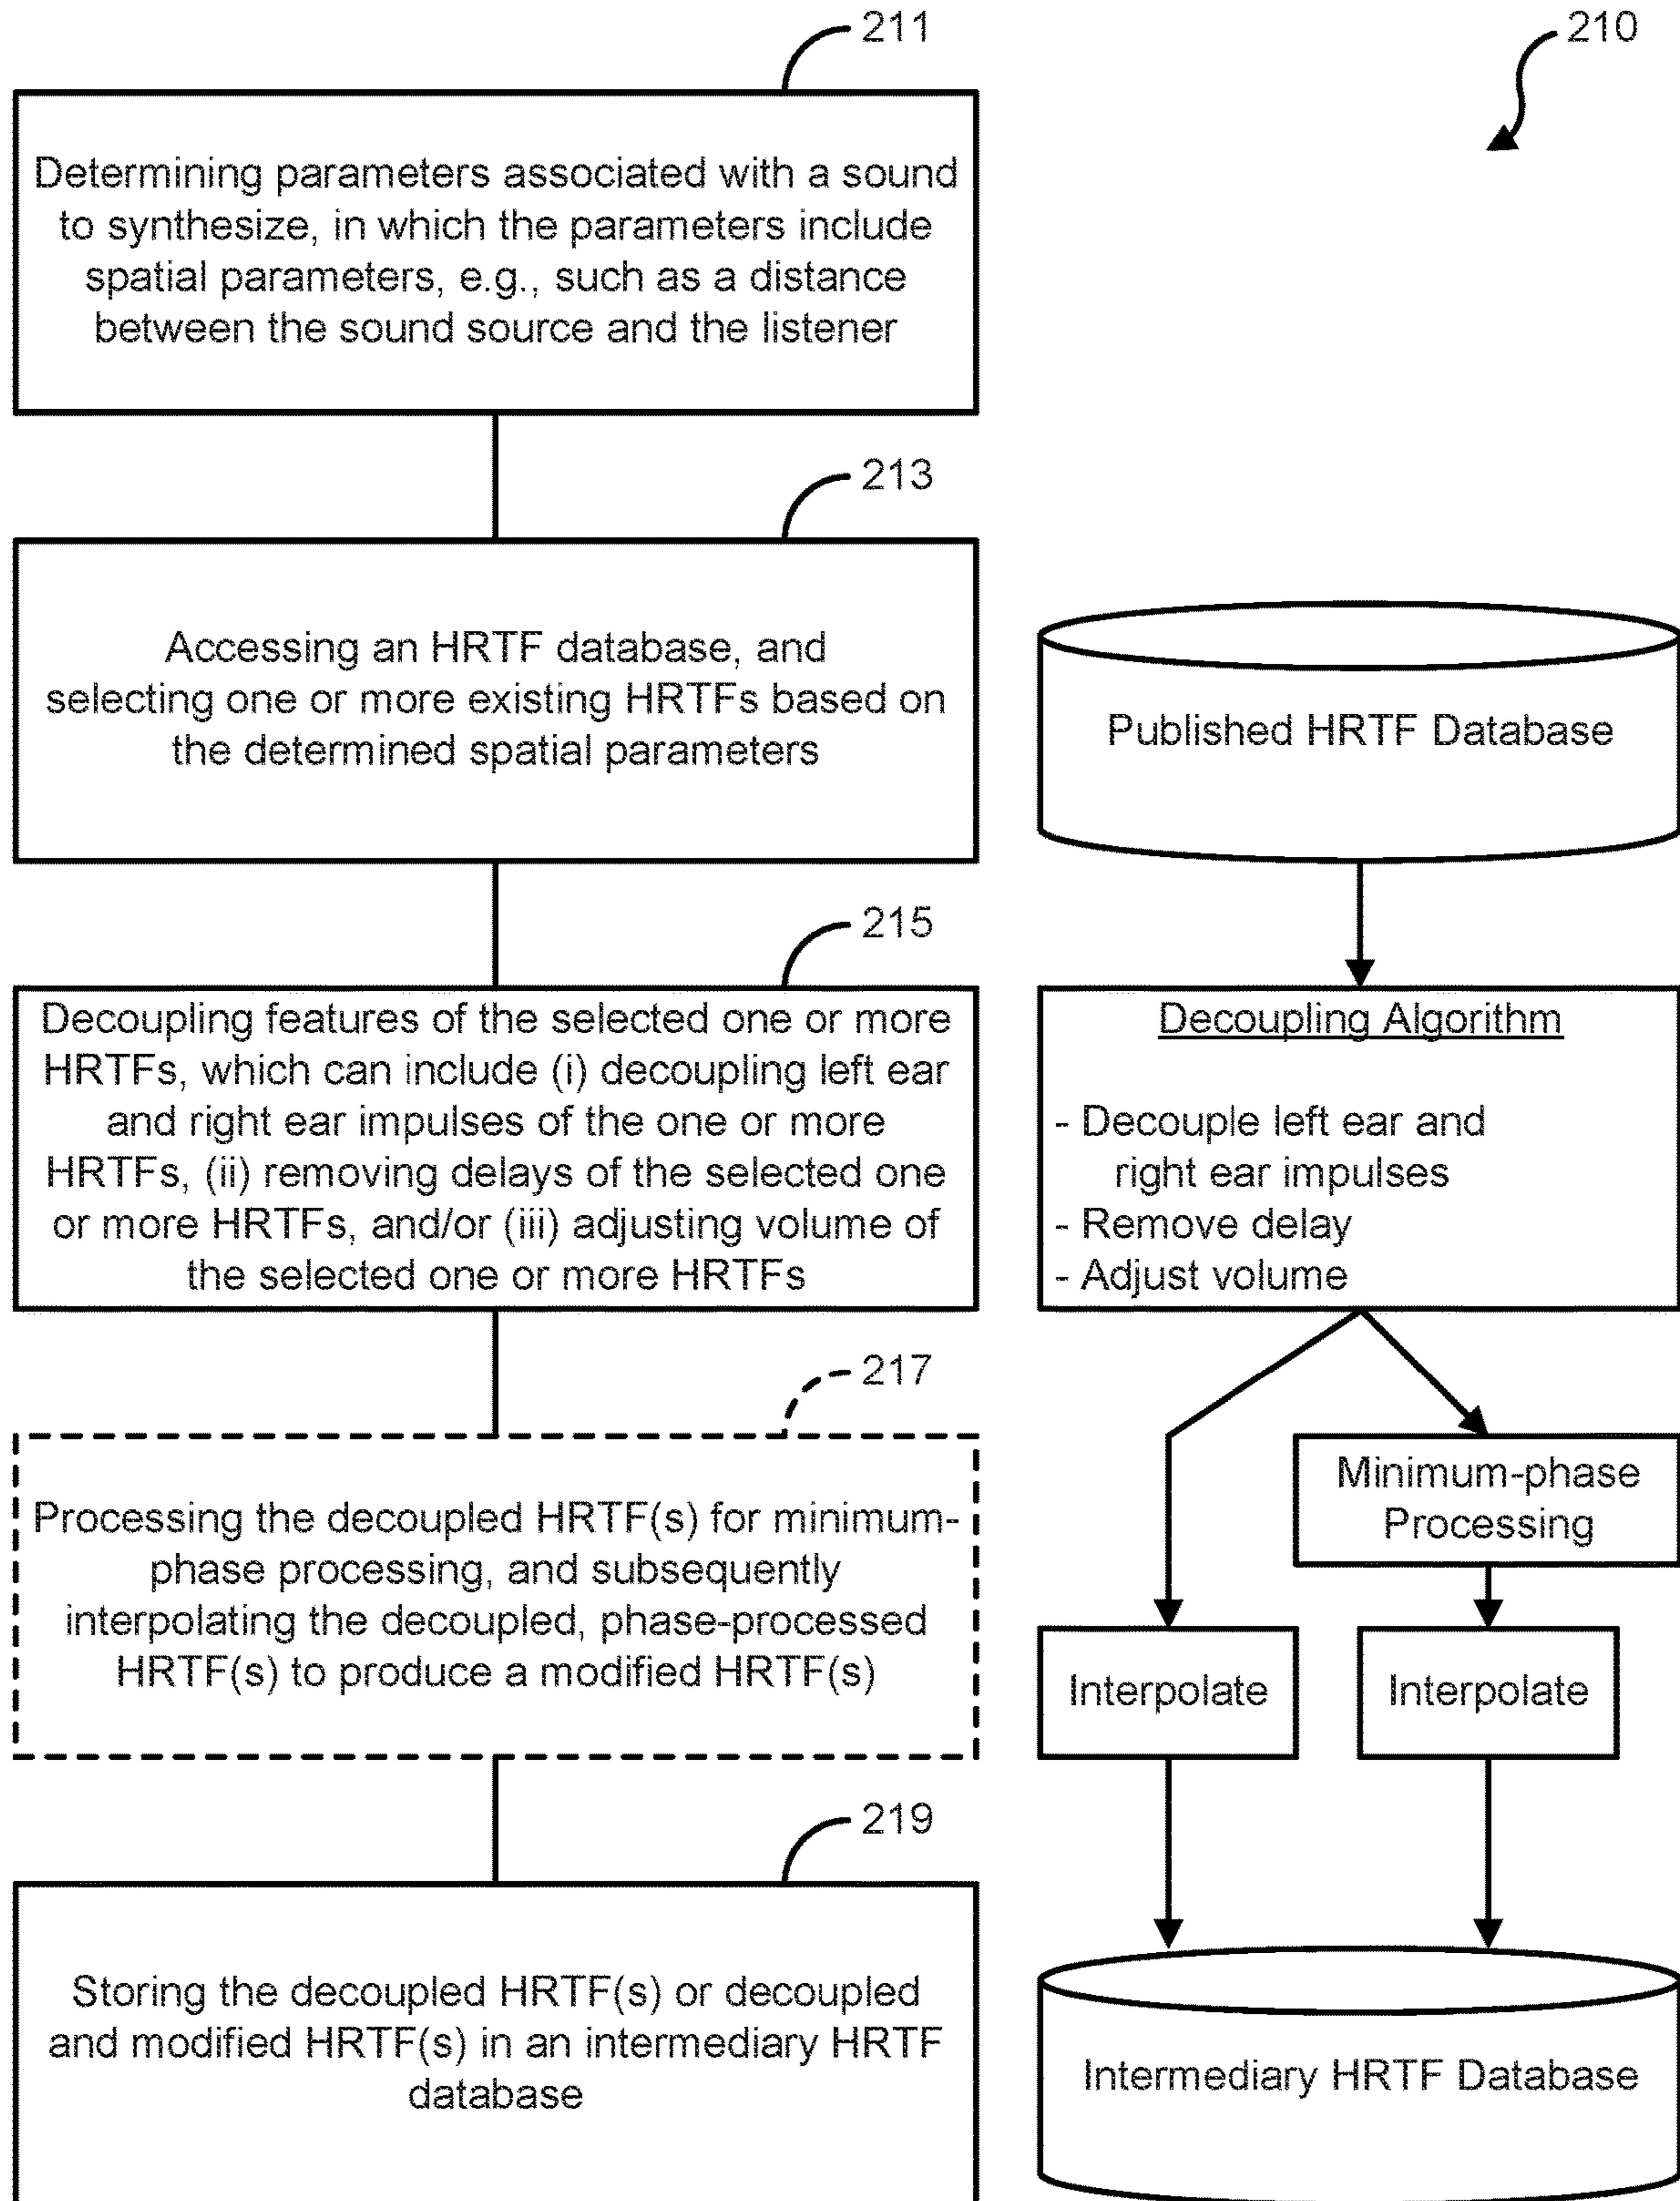 211
210
Determining parameters associated with a sound
to synthesize, in which the parameters include
spatial parameters, e.g., such as a distance
between the sound source and the listener
213
Accessing an HRTF database, and
selecting one or more existing HRTFs based on
the determined spatial parameters
Published HRTF Database
215
Decoupling features of the selected one or more
HRTFs, which can include (i) decoupling left ear
and right ear impulses of the one or more
HRTFs, (ii) removing delays of the selected one
or more HRTFs, and/or (iii) adjusting volume of
the selected one or more HRTFs
Decoupling Algorithm
- Decouple left ear and
right ear impulses
- Remove delay
- Adjust volume
217
Processing the decoupled HRTF(s) for minimum-
phase processing, and subsequently
interpolating the decoupled, phase-processed
HRTF(s) to produce a modified HRTF(s)
Minimum-phase
Processing
Interpolate
Interpolate
219
Storing the decoupled HRTF(s) or decoupled
and modified HRTF(s) in an intermediary HRTF
database
Intermediary HRTF Database